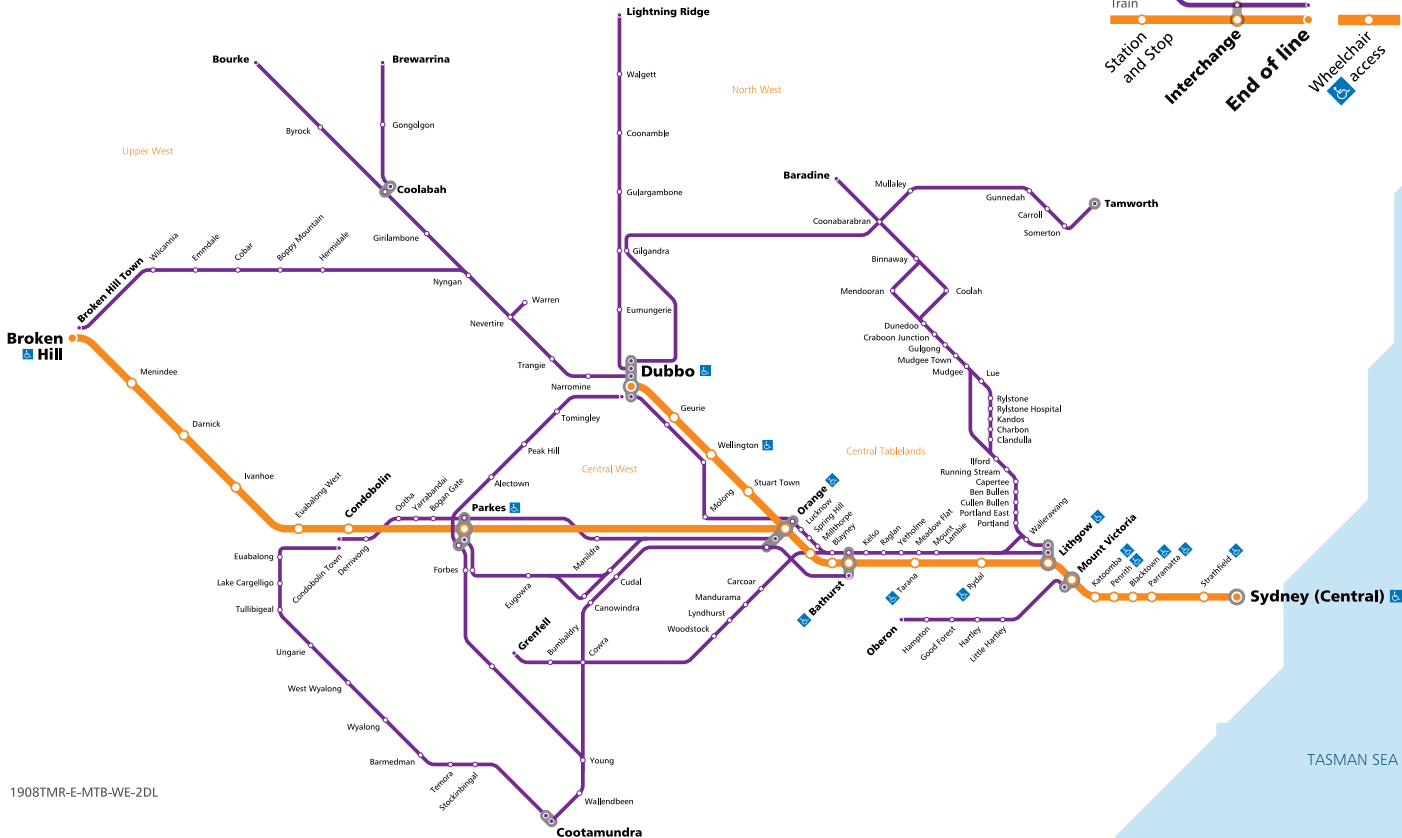 Lightning Ridge
Train
Station
and Stop
Interchange
End of line
Wheelchair
access
Bourke
Brewarrina
Walgett
North West
Byrock
Gongolgon
Coonamble
Upper West
Coolabah
Gulargambone
Baradine
Mullaley
Gunnedah
Carroll
Somerton
Tamworth
Coonabarabran
Girilambone
Gilgandra
Binnaway
Broken Hill Town
Wilcannia
Emmdale
Cobar
Boppy Mountain
Hermidale
Nyngan
Mendooran
Coolah
Warren
Nevertire
Eumungerie
Dunedoo
Craboon Junction
Gulgong
Mudgee Town
Mudgee
Lue
Broken
Hill
Trangie
Narromine
Dubbo
Menindee
Geurie
Tomingley
Rylstone
Rylstone Hospital
Kandos
Charbon
Clandulla
Darnick
Peak Hill
Wellington
Central West
Central Tablelands
Ilford
Running Stream
Capertee
Ben Bullen
Cullen Bullen
Portland East
Portland
Ivanhoe
Alectown
Stuart Town
Euabalong West
Condobolin
Ootha
Yarrabandai
Bogan Gate
Parkes
Molong
Orange
Lucknow
Spring Hill
Millthorpe
Blayney
Kelso
Raglan
Yetholme
Meadow Flat
Mount
Lambie
Wallerawang
Lithgow
Mount Victoria
Katoomba
Penrith
Blacktown
Parramatta
Strathfield
Sydney (Central)
Euabalong
Lake Cargelligo
Tullibigeal
Condobolin Town
Derriwong
Forbes
Manildra
Eugowra
Cudal
Canowindra
Carcoar
Mandurama
Lyndhurst
Woodstock
Bathurst
Tarana
Rydal
Oberon
Hampton
Good Forest
Hartley
Little Hartley
Grenfell
Bumbaldry
Cowra
Ungarie
West Wyalong
Wyalong
Barmedman
Temora
Stockinbingal
Young
Wallendbeen
Cootamundra
TASMAN SEA
1908TMR-E-MTB-WE-2DL